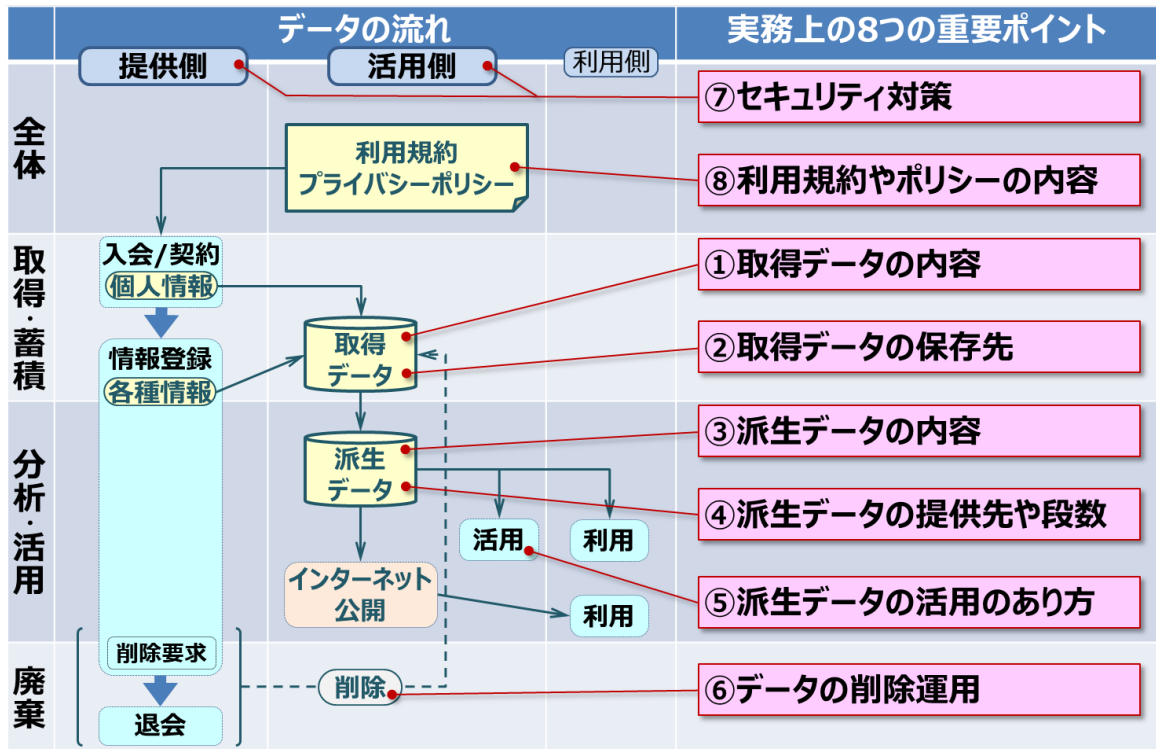 データの流れ
実務上の8つの重要ポイント
提供側
活用側
利用側
全体
利用規約
プライバシーポリシー
⑦セキュリティ対策
⑧利用規約やポリシーの内容
取得・蓄積
入会/契約
個人情報
情報登録
各種情報
取得
データ
①取得データの内容
②取得データの保存先
分析・活用
派生
データ
活用
利用
インターネット
公開
利用
③派生データの内容
④派生データの提供先や段数
⑤派生データの活用のあり方
廃棄
削除要求
退会
削除
⑥データの削除運用